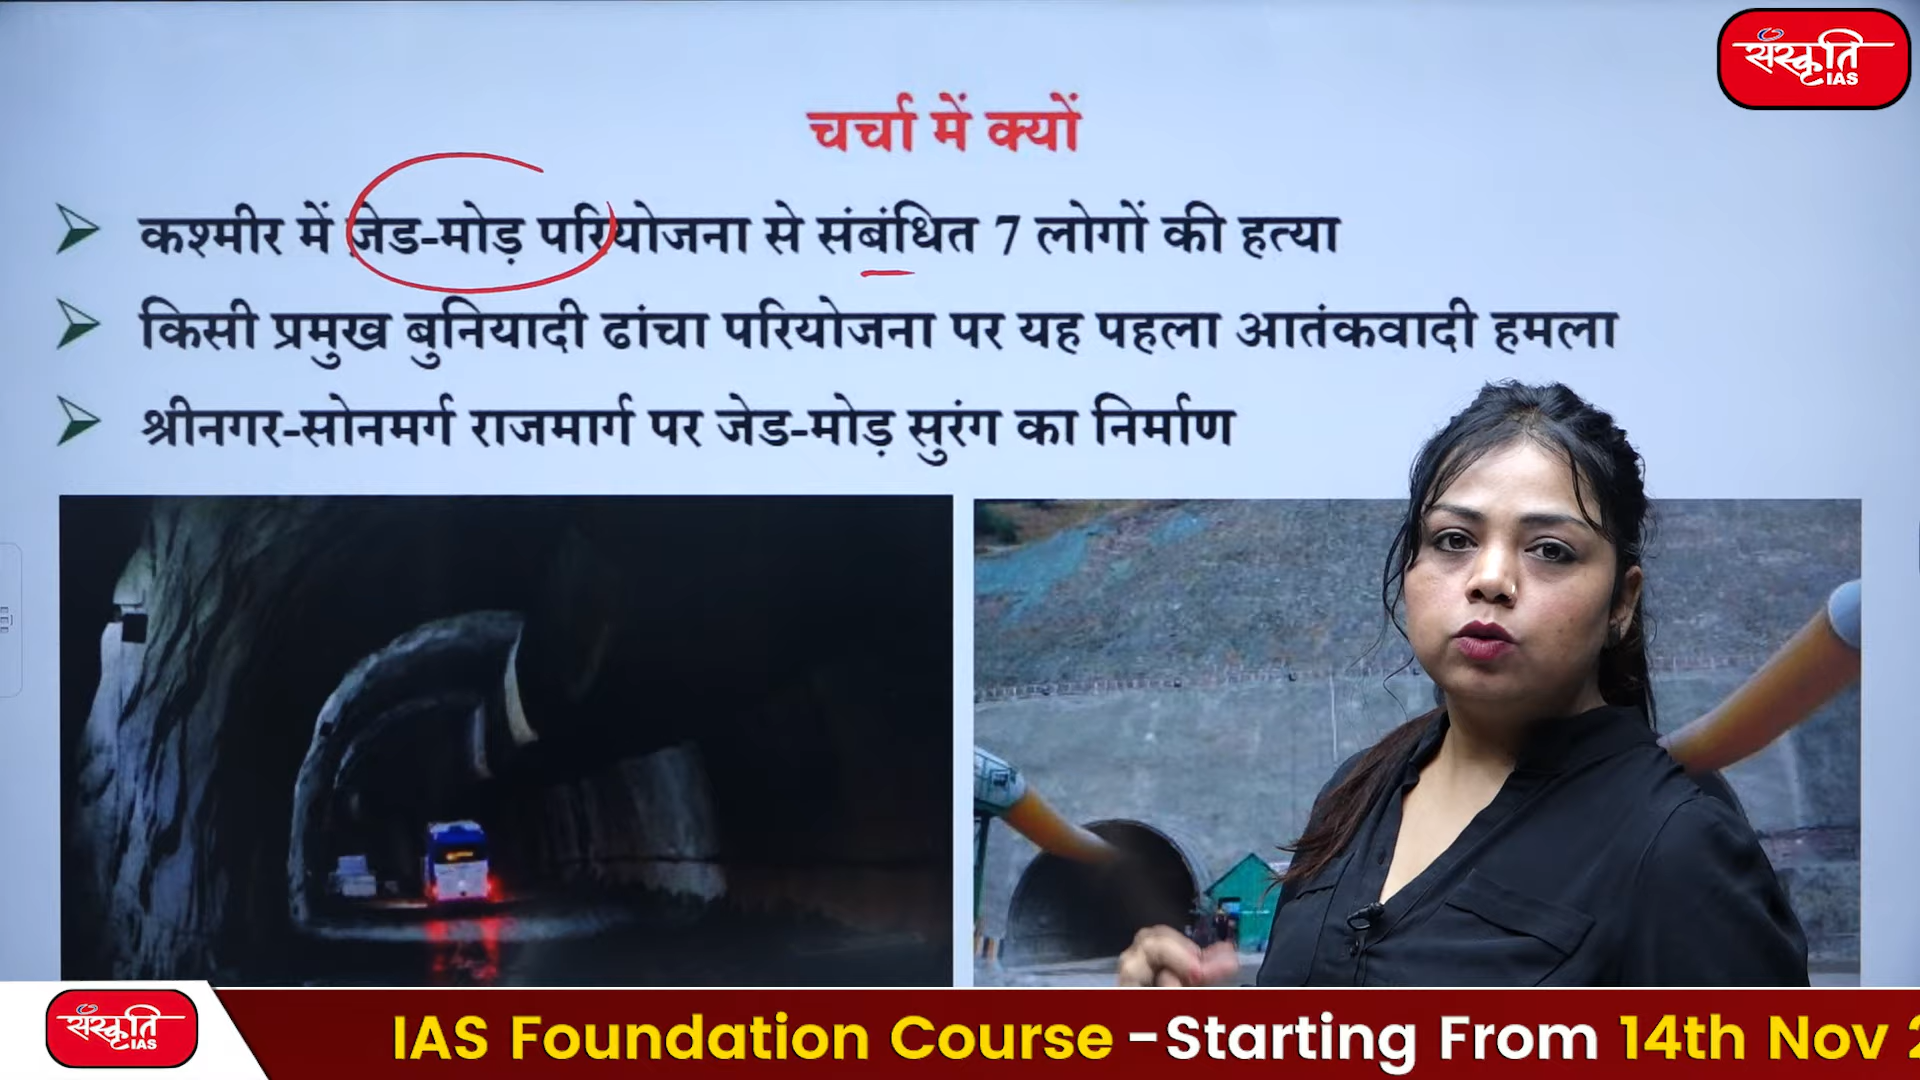 संस्कृति
IAS
चर्चा में क्यों
कश्मीर में ज़ेड-मोड़ परियोजना से संबंधित 7 लोगों की हत्या
किसी प्रमुख बुनियादी ढांचा परियोजना पर यह पहला आतंकवादी हमला
श्रीनगर-सोनमर्ग राजमार्ग पर जेड-मोड़ सुरंग का निर्माण
संस्कृति
IAS
IAS Foundation Course -Starting From 14th Nov